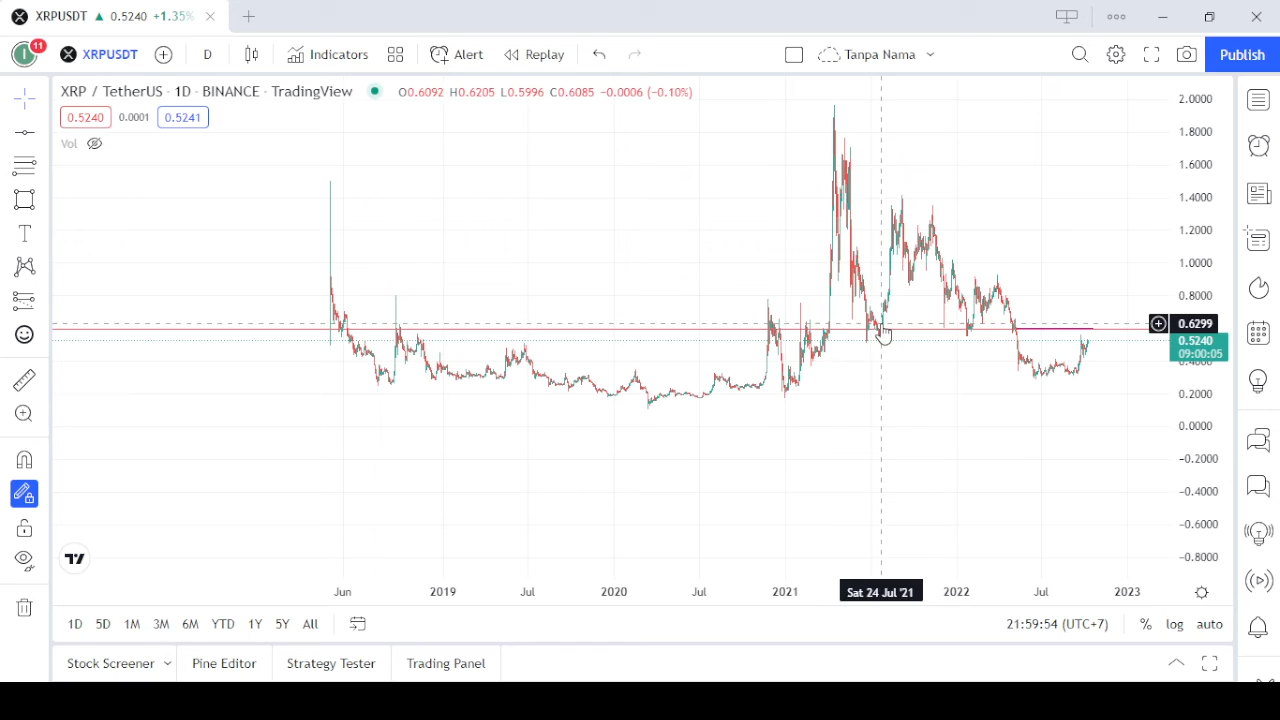 XRPUSDT ▲ 0.5240 +1.35%
11 XRPUSDT D Indicators Alert Replay Tanpa Nama Publish
XRP / TetherUS · 1D · BINANCE · TradingView O0.6092 H0.6205 L0.5996 C0.6085 −0.0006 (−0.10%)
0.5240 0.0001 0.5241
Vol
2.0000
1.8000
1.6000
1.4000
1.2000
1.0000
0.8000
0.6299
0.5240
09:00:05
0.4000
0.2000
0.0000
−0.2000
−0.4000
−0.6000
−0.8000
Jun 2019 Jul 2020 Jul 2021 Sat 24 Jul '21 2022 Jul 2023
1D 5D 1M 3M 6M YTD 1Y 5Y All 21:59:54 (UTC+7) % log auto
Stock Screener Pine Editor Strategy Tester Trading Panel